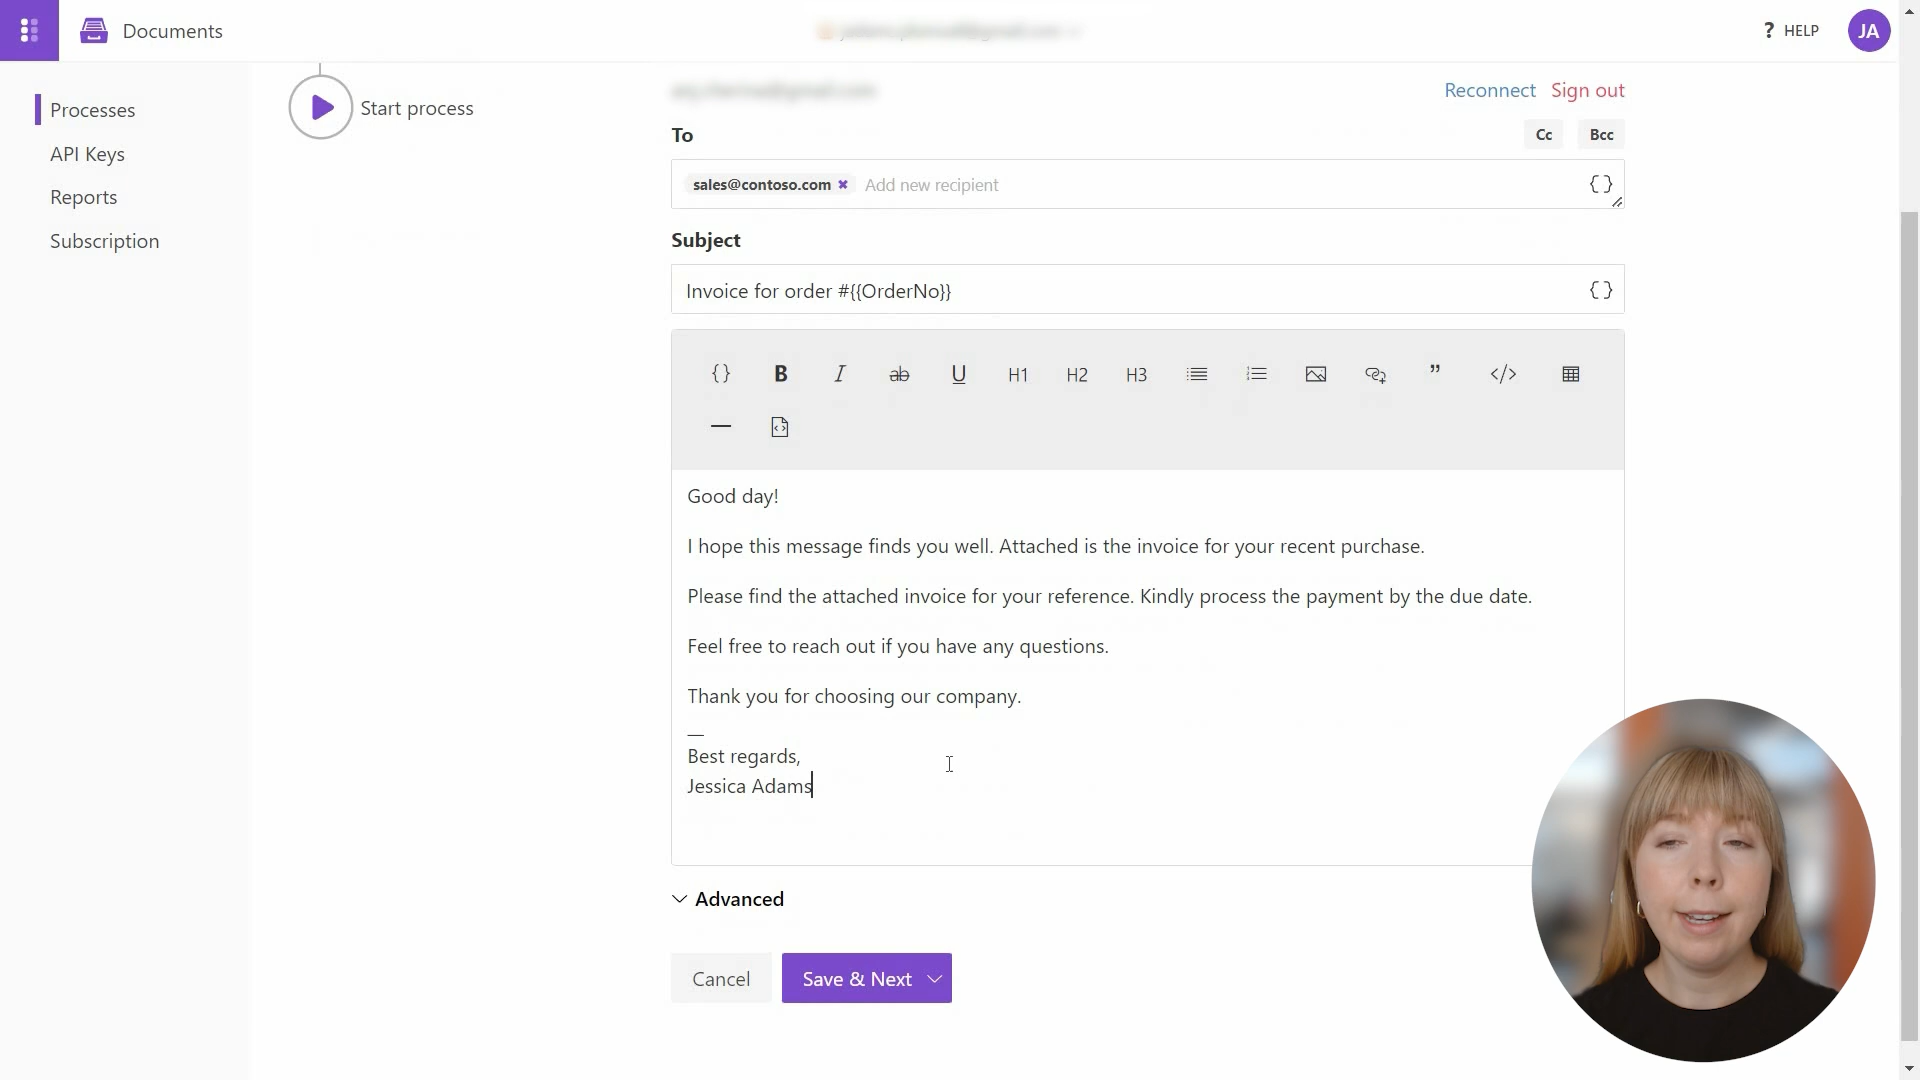 Documents
? HELP
JA
Processes
API Keys
Reports
Subscription
Start process
Reconnect Sign out
To
Cc
Bcc
sales@contoso.com ✖ Add new recipient {}
Subject
Invoice for order #{{OrderNo}} {}
{} B I ab U H1 H2 H3 ” </>
—
Good day!
I hope this message finds you well. Attached is the invoice for your recent purchase.
Please find the attached invoice for your reference. Kindly process the payment by the due date.
Feel free to reach out if you have any questions.
Thank you for choosing our company.
—
Best regards,
Jessica Adams
Advanced
Cancel
Save & Next